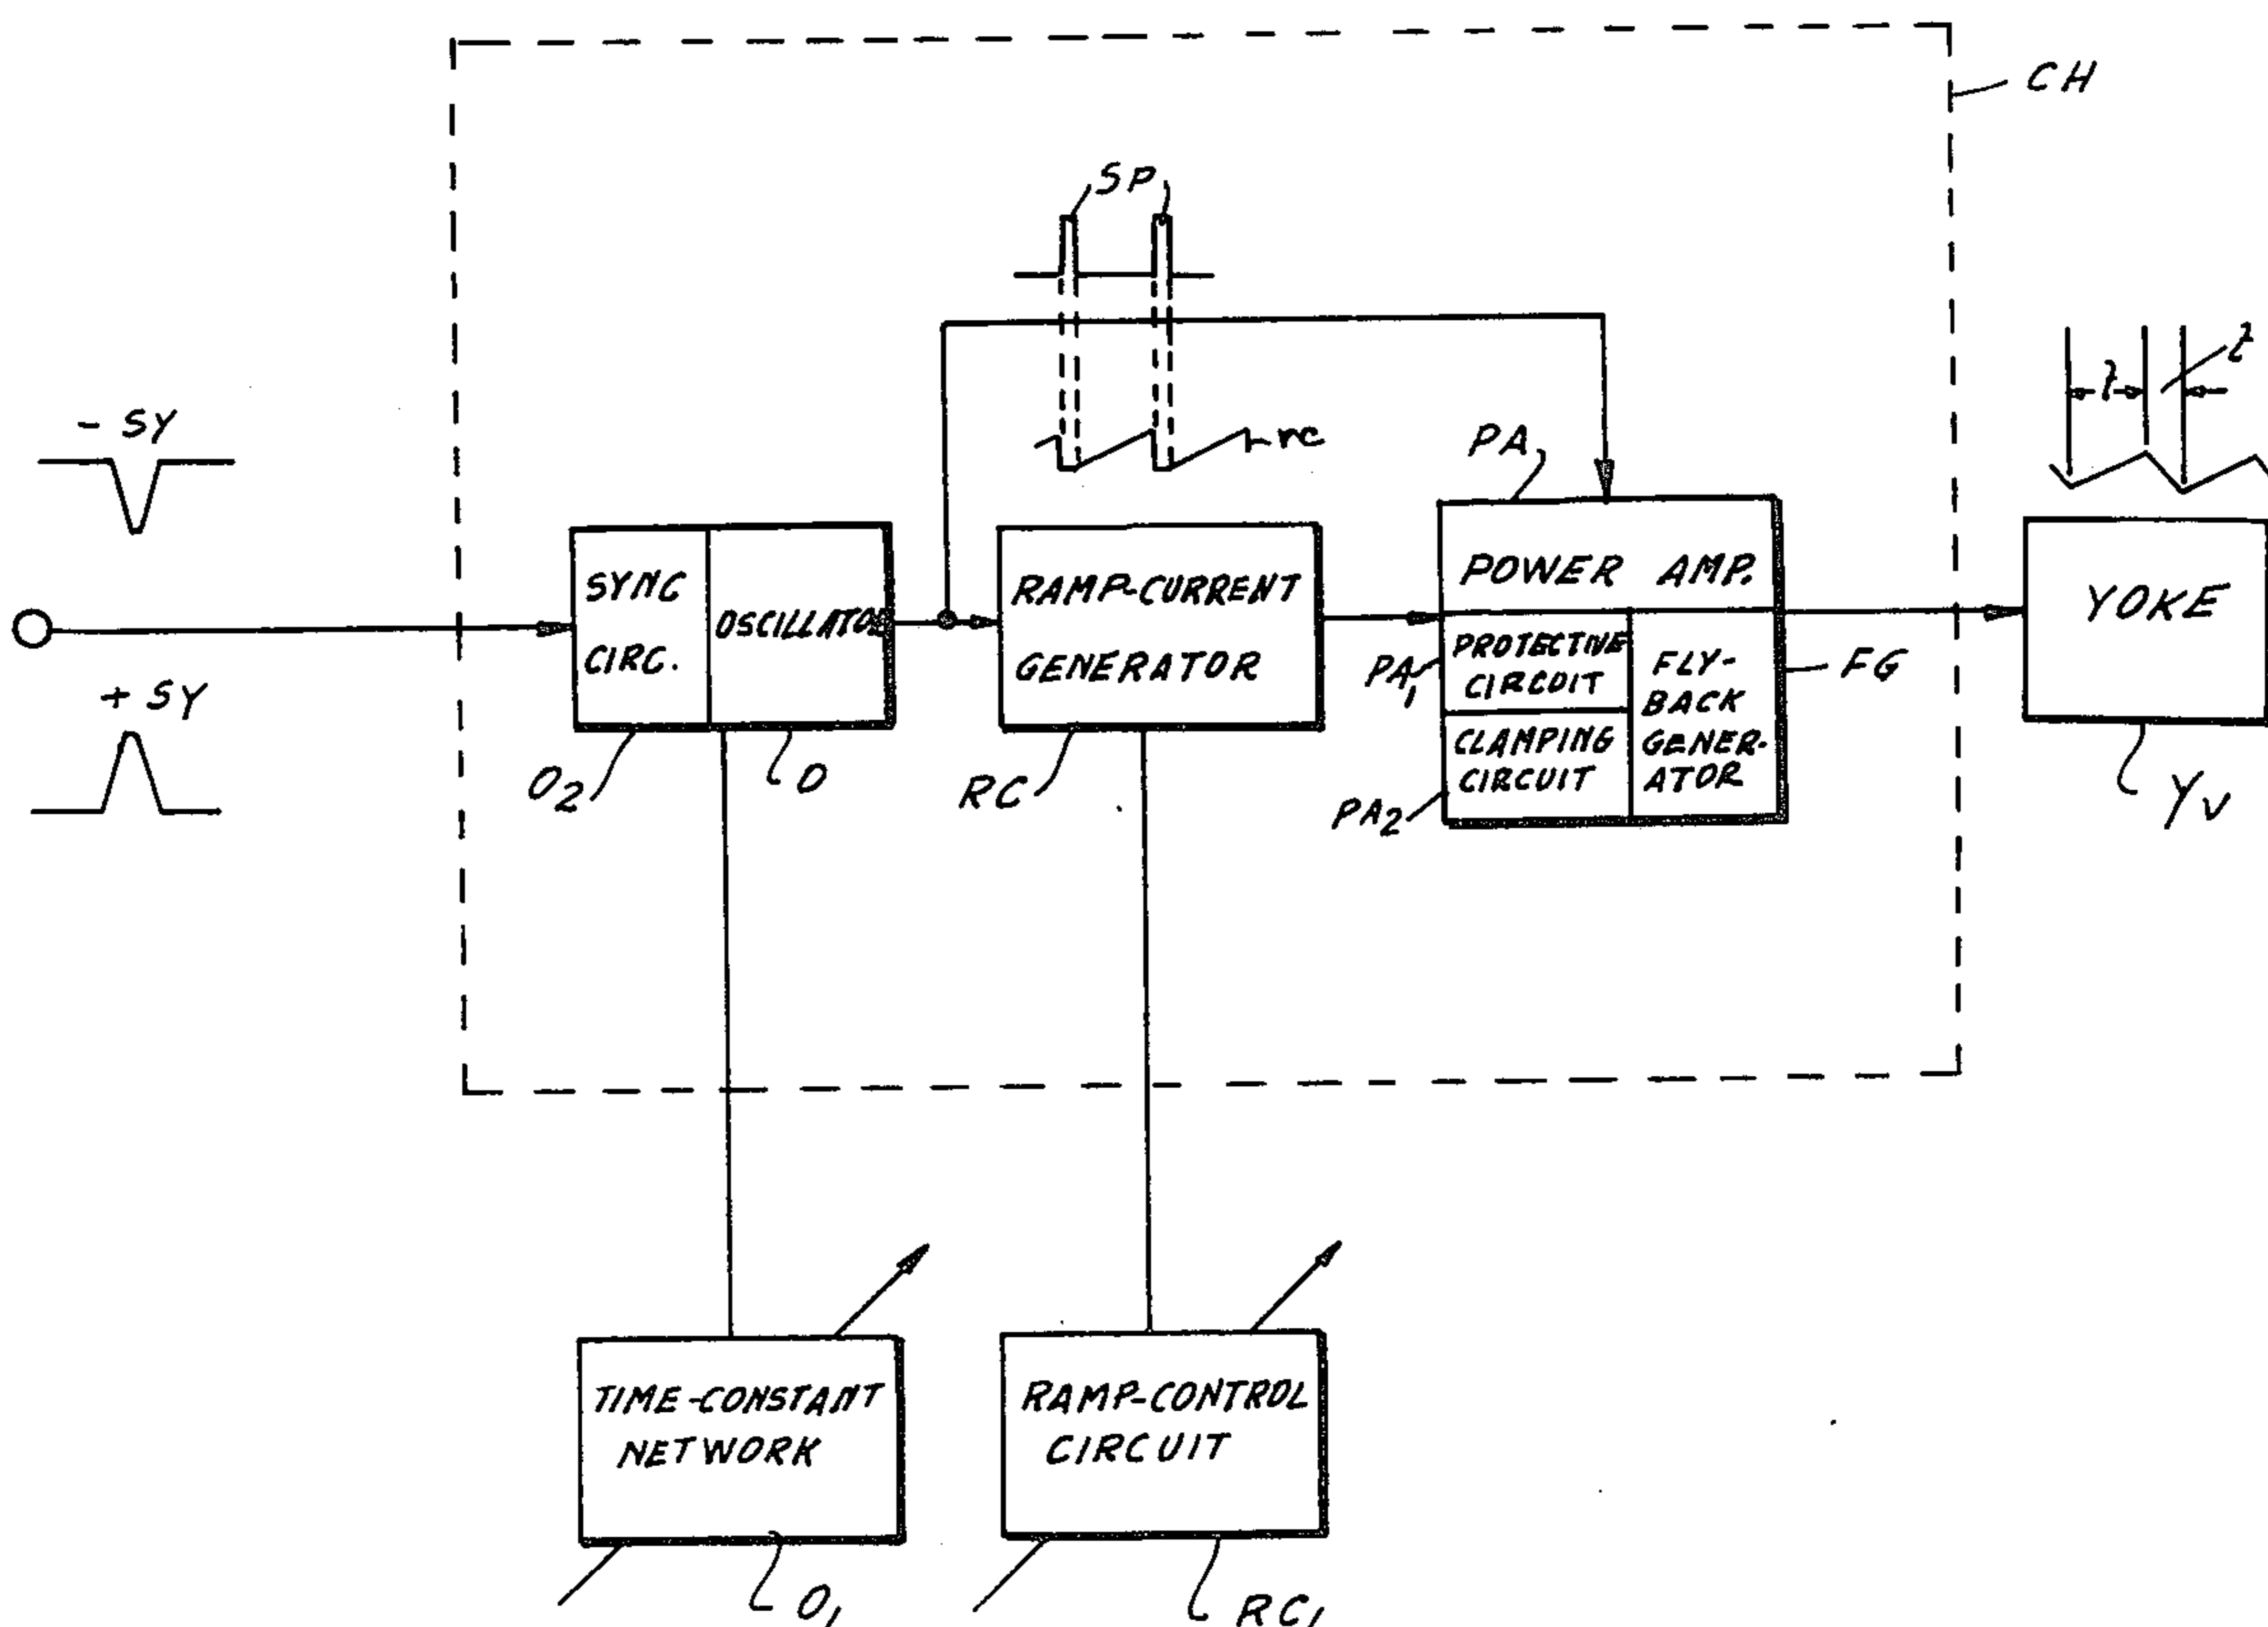 CH
SP
- SY
rc
PA
t
SYNC
CIRC.
OSCILLATOR
RAMP-CURRENT
GENERATOR
POWER AMP.
PROTECTIVE
CIRCUIT
CLAMPING
CIRCUIT
FLY-
BACK
GENER-
ATOR
YOKE
+ SY
PA1
FG
O2
O
RC
PA2
Yv
TIME-CONSTANT
NETWORK
RAMP-CONTROL
CIRCUIT
O1
RC1